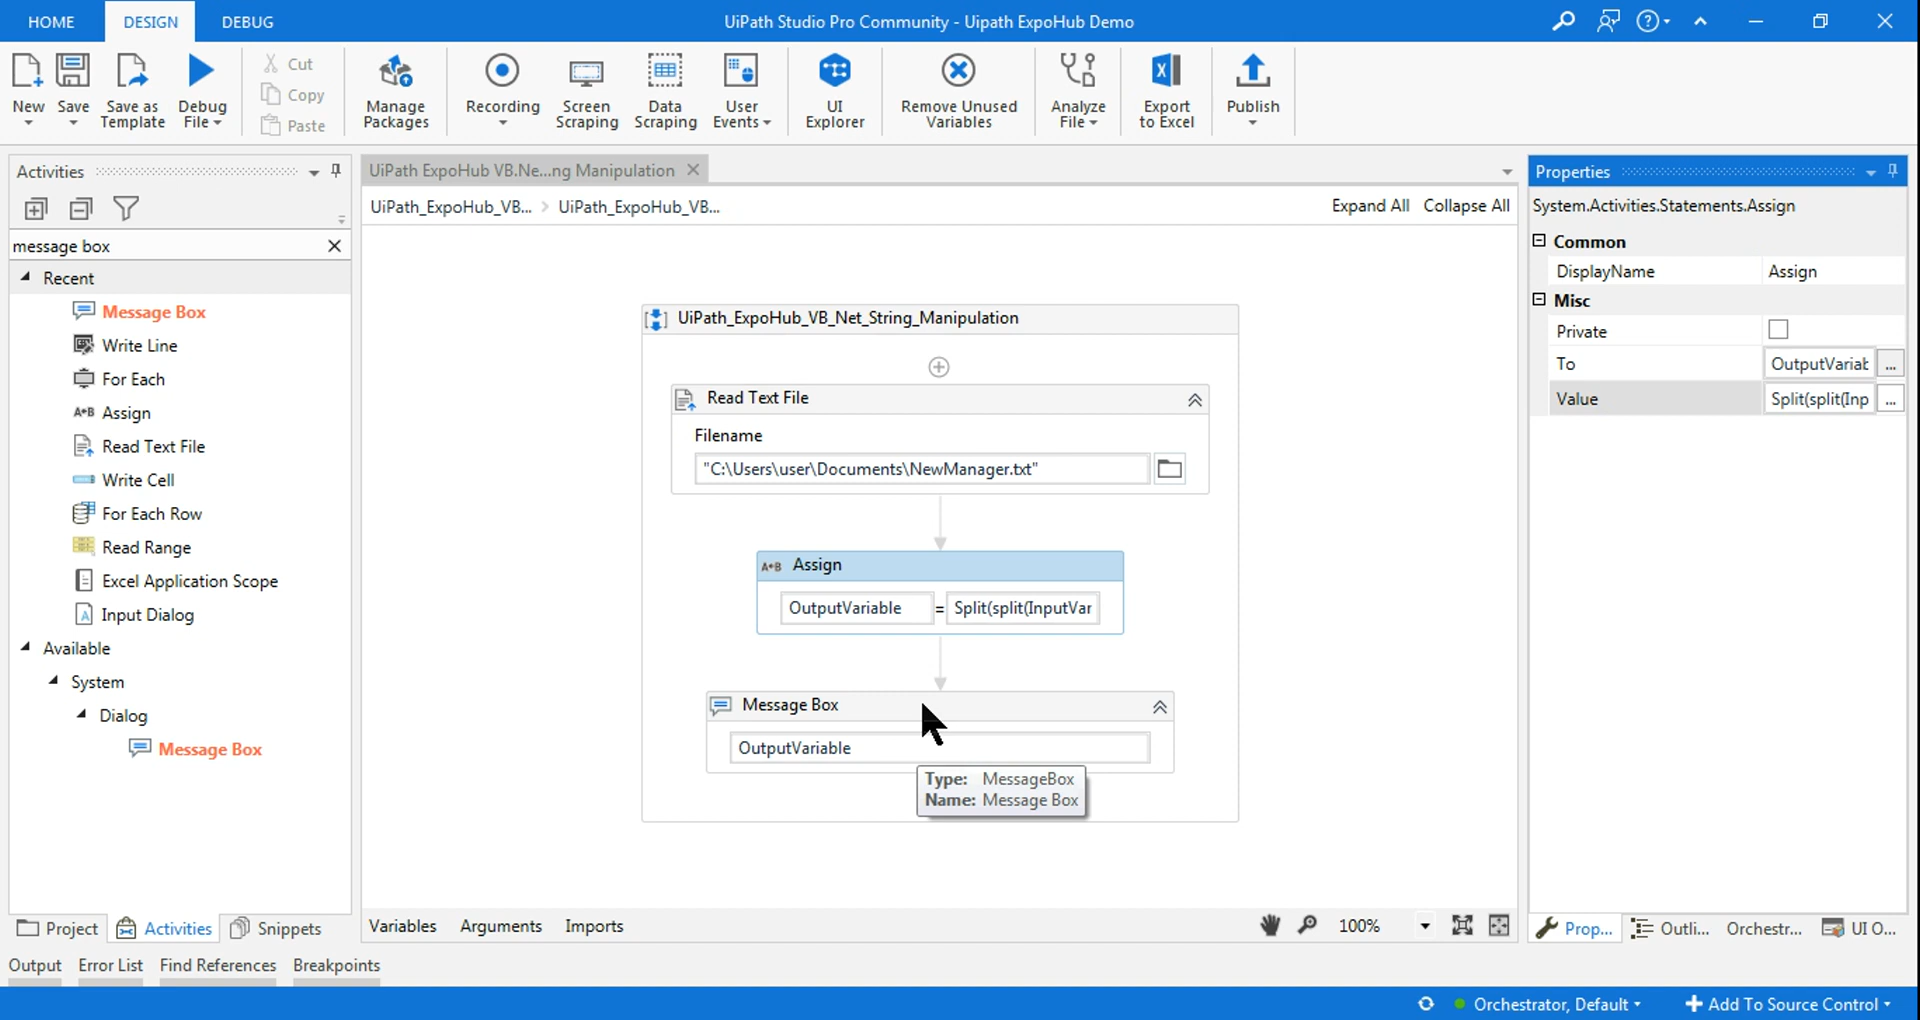 HOME DESIGN DEBUG UiPath Studio Pro Community - Uipath ExpoHub Demo
New Save Save as Template Debug File
Cut
Copy
Paste
Manage Packages
Recording Screen Scraping Data Scraping User Events
UI Explorer
Remove Unused Variables
Analyze File
Export to Excel
Publish
Activities
message box
Recent
Message Box
Write Line
For Each
A+B Assign
Read Text File
Write Cell
For Each Row
Read Range
Excel Application Scope
Input Dialog
Available
System
Dialog
Message Box
Project Activities Snippets
UiPath ExpoHub VB.Ne...ng Manipulation
UiPath_ExpoHub_VB... > UiPath_ExpoHub_VB... Expand All Collapse All
UiPath_ExpoHub_VB_Net_String_Manipulation
Read Text File
Filename
"C:\Users\user\Documents\NewManager.txt"
A+B Assign
OutputVariable = Split(split(InputVar
Message Box
OutputVariable
Type: MessageBox
Name: Message Box
Variables Arguments Imports 100%
Properties
System.Activities.Statements.Assign
Common
DisplayName Assign
Misc
Private
To OutputVariab ...
Value Split(split(Inp ...
Prop... Outli... Orchestr... UI O...
Output Error List Find References Breakpoints
Orchestrator, Default Add To Source Control